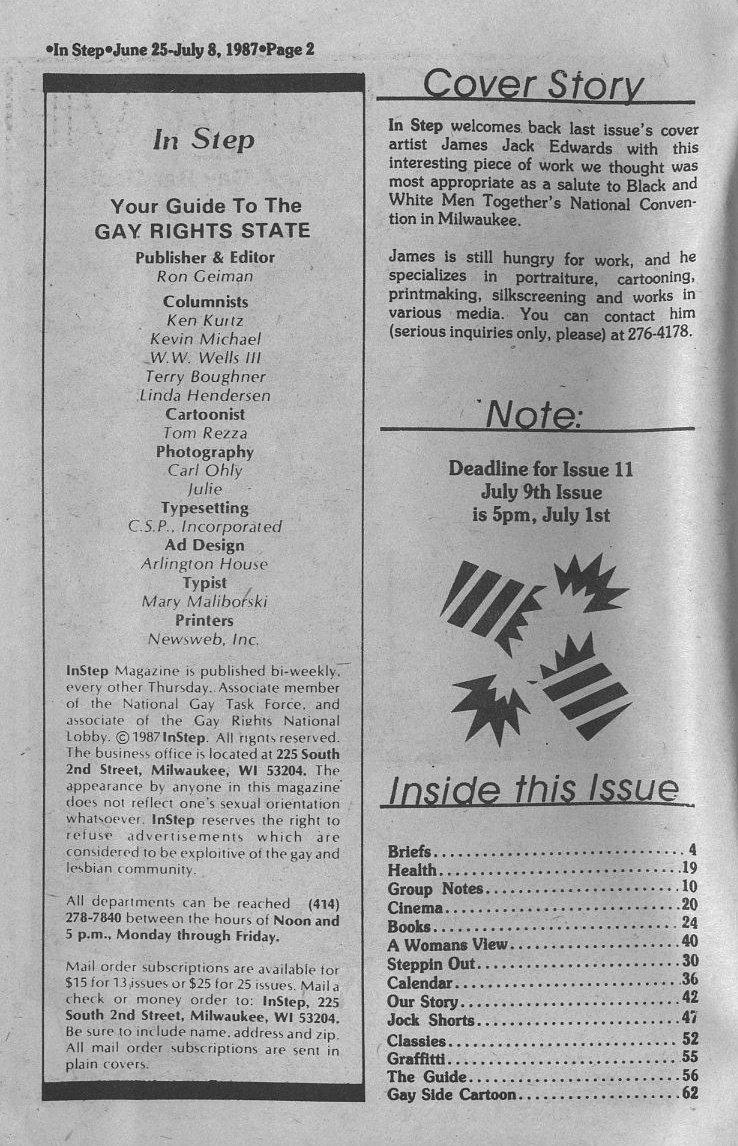 •In Step•June 25-July 8, 1987•Page 2
In Step
Your Guide To The
GAY RIGHTS STATE
Publisher & Editor
Ron Geiman
Columnists
Ken Kurtz
Kevin Michael
W.W. Wells III
Terry Boughner
Linda Hendersen
Cartoonist
Tom Rezza
Photography
Carl Ohly
Julie
Typesetting
C.S.P., Incorporated
Ad Design
Arlington House
Typist
Mary Maliborski
Printers
Newsweb, Inc.
InStep Magazine is published bi-weekly,
every other Thursday. Associate member
of the National Gay Task Force, and
associate of the Gay Rights National
Lobby. © 1987 InStep. All rights reserved.
The business office is located at 225 South
2nd Street, Milwaukee, WI 53204. The
appearance by anyone in this magazine
does not reflect one's sexual orientation
whatsoever. InStep reserves the right to
refuse advertisements which are
considered to be exploitive of the gay and
lesbian community.
All departments can be reached (414)
278-7840 between the hours of Noon and
5 p.m., Monday through Friday.
Mail order subscriptions are available for
$15 for 13 issues or $25 for 25 issues. Mail a
check or money order to: InStep, 225
South 2nd Street, Milwaukee, WI 53204.
Be sure to include name, address and zip.
All mail order subscriptions are sent in
plain covers.
Cover Story
In Step welcomes back last issue's cover
artist James Jack Edwards with this
interesting piece of work we thought was
most appropriate as a salute to Black and
White Men Together's National Conven-
tion in Milwaukee.
James is still hungry for work, and he
specializes in portraiture, cartooning,
printmaking, silkscreening and works in
various media. You can contact him
(serious inquiries only, please) at 276-4178.
Note:
Deadline for Issue 11
July 9th Issue
is 5pm, July 1st
Inside this Issue
Briefs.............................. 4
Health..............................19
Group Notes.........................10
Cinema..............................20
Books...............................24
A Womans View.......................40
Steppin Out.........................30
Calendar............................36
Our Story...........................42
Jock Shorts.........................47
Classies............................52
Graffitti...........................55
The Guide...........................56
Gay Side Cartoon....................62